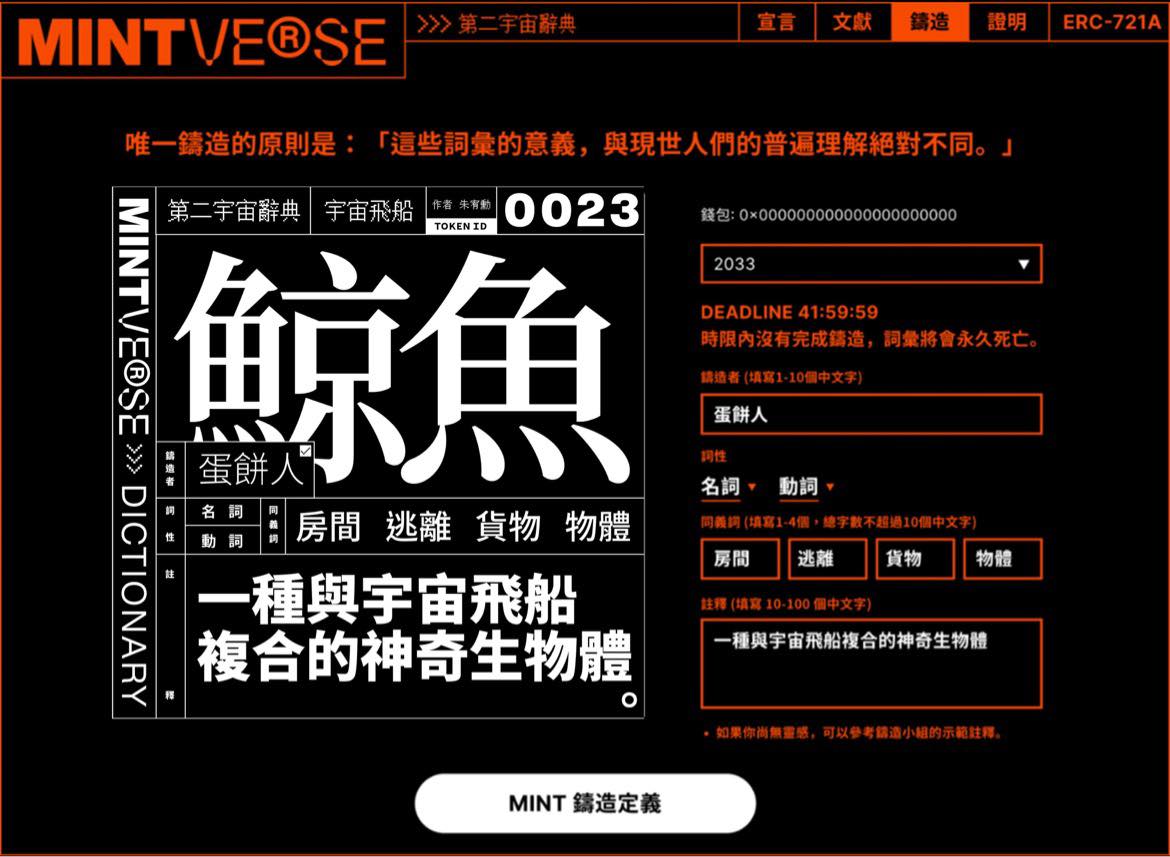 MINTVE®SE
>>> 第二宇宙辭典
宣言
文獻
鑄造
證明
ERC-721A
唯一鑄造的原則是：「這些詞彙的意義，與現世人們的普遍理解絕對不同。」
MINTVE®SE >>> DICTIONARY
第二宇宙辭典
宇宙飛船
作者 朱宥勳
TOKEN ID
0023
鯨魚
鑄造者
蛋餅人
詞性
名詞
動詞
同義詞
房間 逃離 貨物 物體
註釋
一種與宇宙飛船
複合的神奇生物體
。
錢包: 0x0000000000000000000000
2033 ▼
DEADLINE 41:59:59
時限內沒有完成鑄造，詞彙將會永久死亡。
鑄造者 (填寫1-10個中文字)
蛋餅人
詞性
名詞 ▼ 動詞 ▼
同義詞 (填寫1-4個，總字數不超過10個中文字)
房間 逃離 貨物 物體
註釋 (填寫 10-100 個中文字)
一種與宇宙飛船複合的神奇生物體
• 如果你尚無靈感，可以參考鑄造小組的示範註釋。
MINT 鑄造定義